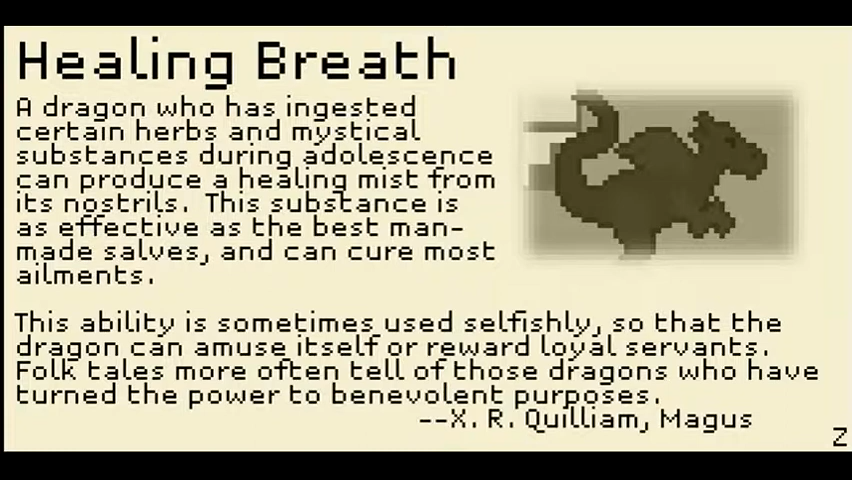 Healing Breath
A dragon who has ingested
certain herbs and mystical
substances during adolescence
can produce a healing mist from
its nostrils. This substance is
as effective as the best man-
made salves, and can cure most
ailments.
This ability is sometimes used selfishly, so that the
dragon can amuse itself or reward loyal servants.
Folk tales more often tell of those dragons who have
turned the power to benevolent purposes.
--X. R. Quilliam, Magus
Z